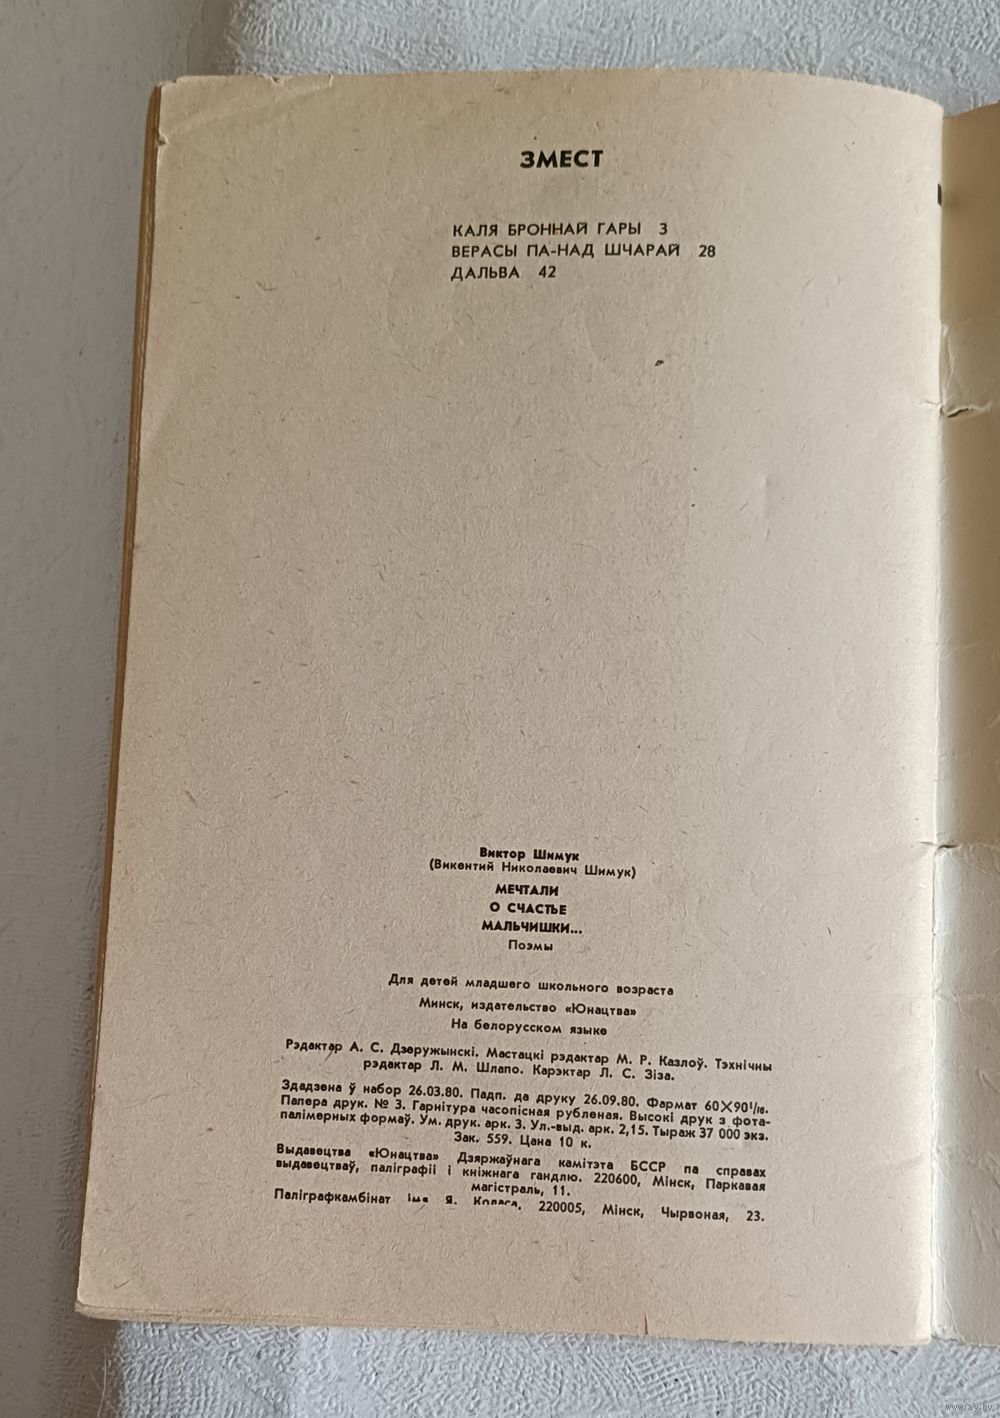 ЗМЕСТ
КАЛЯ БРОННАЙ ГАРЫ 3
ВЕРАСЫ ПА-НАД ШЧАРАЙ 28
ДАЛЬВА 42
Виктор Шимук
(Викентий Николаевич Шимук)
МЕЧТАЛИ
О СЧАСТЬЕ
МАЛЬЧИШКИ...
Поэмы
Для детей младшего школьного возраста
Минск, издательство «Юнацтва»
На белорусском языке
Рэдактар А. С. Дзеружынскі. Мастацкі рэдактар М. Р. Казлоў. Тэхнічны
рэдактар Л. М. Шлапо. Карэктар Л. С. Зіза.
Здадзена ў набор 26.03.80. Падп. да друку 26.09.80. Фармат 60×90¹/₁₆.
Папера друк. № 3. Гарнітура часопісная рубленая. Высокі друк з фота-
палімерных формаў. Ум. друк. арк. 3. Ул.-выд. арк. 2,15. Тыраж 37 000 экз.
Зак. 559. Цана 10 к.
Выдавецтва «Юнацтва» Дзяржаўнага камітэта БССР па справах
выдавецтваў, паліграфіі і кніжнага гандлю. 220600, Мінск, Паркавая
магістраль, 11.
Паліграфкамбінат імя Я. Коласа, 220005, Мінск, Чырвоная, 23.
www.ay.by